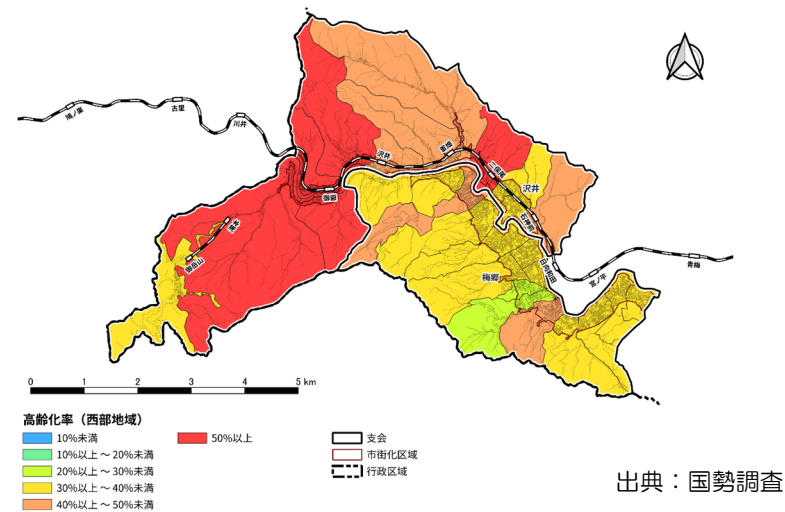 鳩ノ巣
古里
川井
沢井
軍畑
二俣尾
沢井
御嶽
石神前
滝本
御岳山
梅郷
日向和田
宮ノ平
青梅
0 1 2 3 4 5 km
高齢化率（西部地域）
10%未満
10%以上 ～ 20%未満
20%以上 ～ 30%未満
30%以上 ～ 40%未満
40%以上 ～ 50%未満
50%以上
支会
市街化区域
行政区域
出典：国勢調査